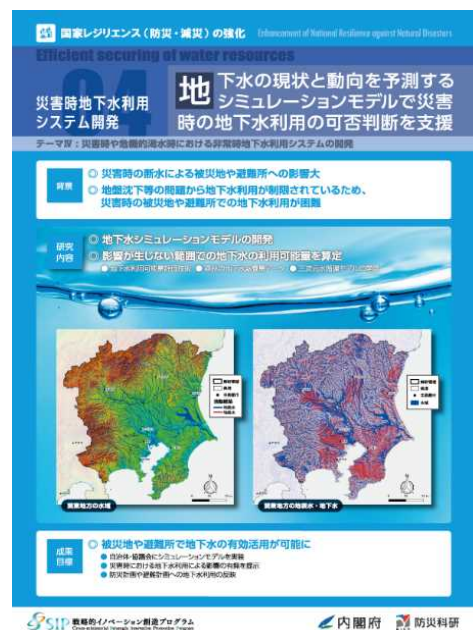 国家レジリエンス(防災・減災)の強化 Enhancement of National Resilience against Natural Disasters
Efficient securing of water resources
04
災害時地下水利用
システム開発
地下水の現状と動向を予測する
シミュレーションモデルで災害
時の地下水利用の可否判断を支援
テーマⅣ:災害時や危機的渇水時における非常時地下水利用システムの開発
背景
◎ 災害時の断水による被災地や避難所への影響大
◎ 地盤沈下等の問題から地下水利用が制限されているため、
災害時の被災地や避難所での地下水利用が困難
研究
内容
◎ 地下水シミュレーションモデルの開発
◎ 影響が生じない範囲での地下水の利用可能量を算定
関東地方の水域
関東地方の地表水・地下水
成果
目標
◎ 被災地や避難所で地下水の有効活用が可能に
● 自治体・協議会にシミュレーションモデルを実装
● 災害時における地下水利用による影響の有無を提示
● 防災計画や避難計画への地下水利用の反映
SIP 戦略的イノベーション創造プログラム
Cross-ministerial Strategic Innovation Promotion Program
内閣府 防災科研